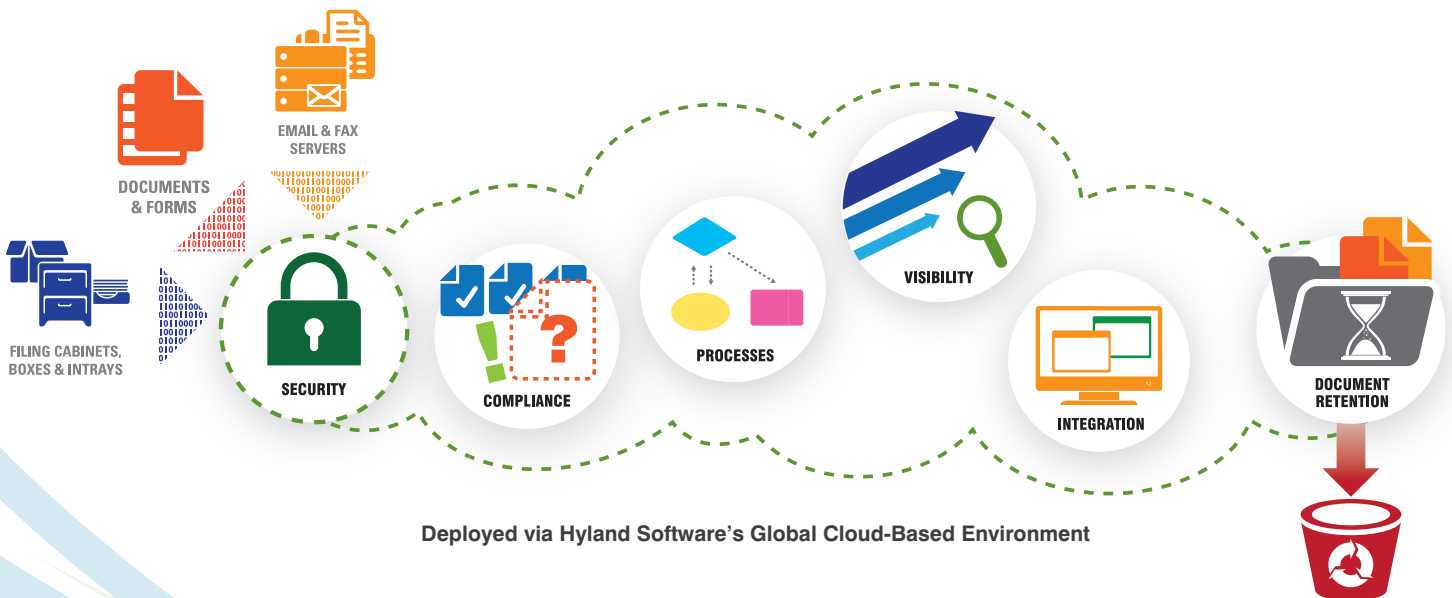 EMAIL & FAX
SERVERS
DOCUMENTS
& FORMS
FILING CABINETS,
BOXES & INTRAYS
SECURITY
COMPLIANCE
PROCESSES
VISIBILITY
INTEGRATION
DOCUMENT
RETENTION
Deployed via Hyland Software's Global Cloud-Based Environment